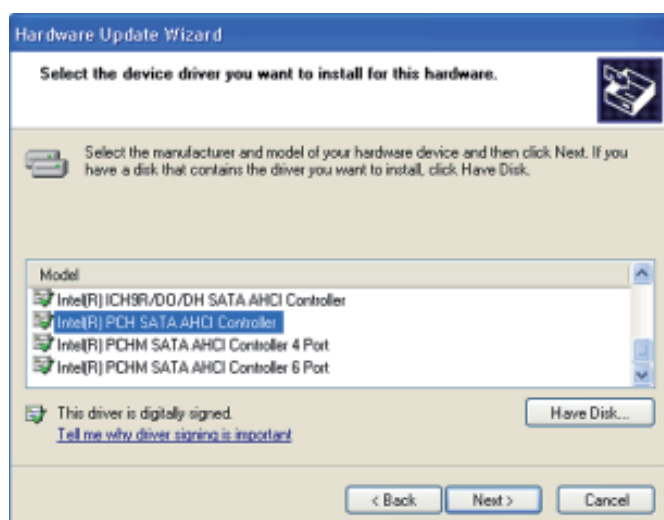 Hardware Update Wizard
Select the device driver you want to install for this hardware.
Select the manufacturer and model of your hardware device and then click Next. If you
have a disk that contains the driver you want to install, click Have Disk.
Model
Intel(R) ICH9R/DO/DH SATA AHCI Controller
Intel(R) PCH SATA AHCI Controller
Intel(R) PCHM SATA AHCI Controller 4 Port
Intel(R) PCHM SATA AHCI Controller 6 Port
This driver is digitally signed.
Have Disk...
Tell me why driver signing is important
< Back Next > Cancel